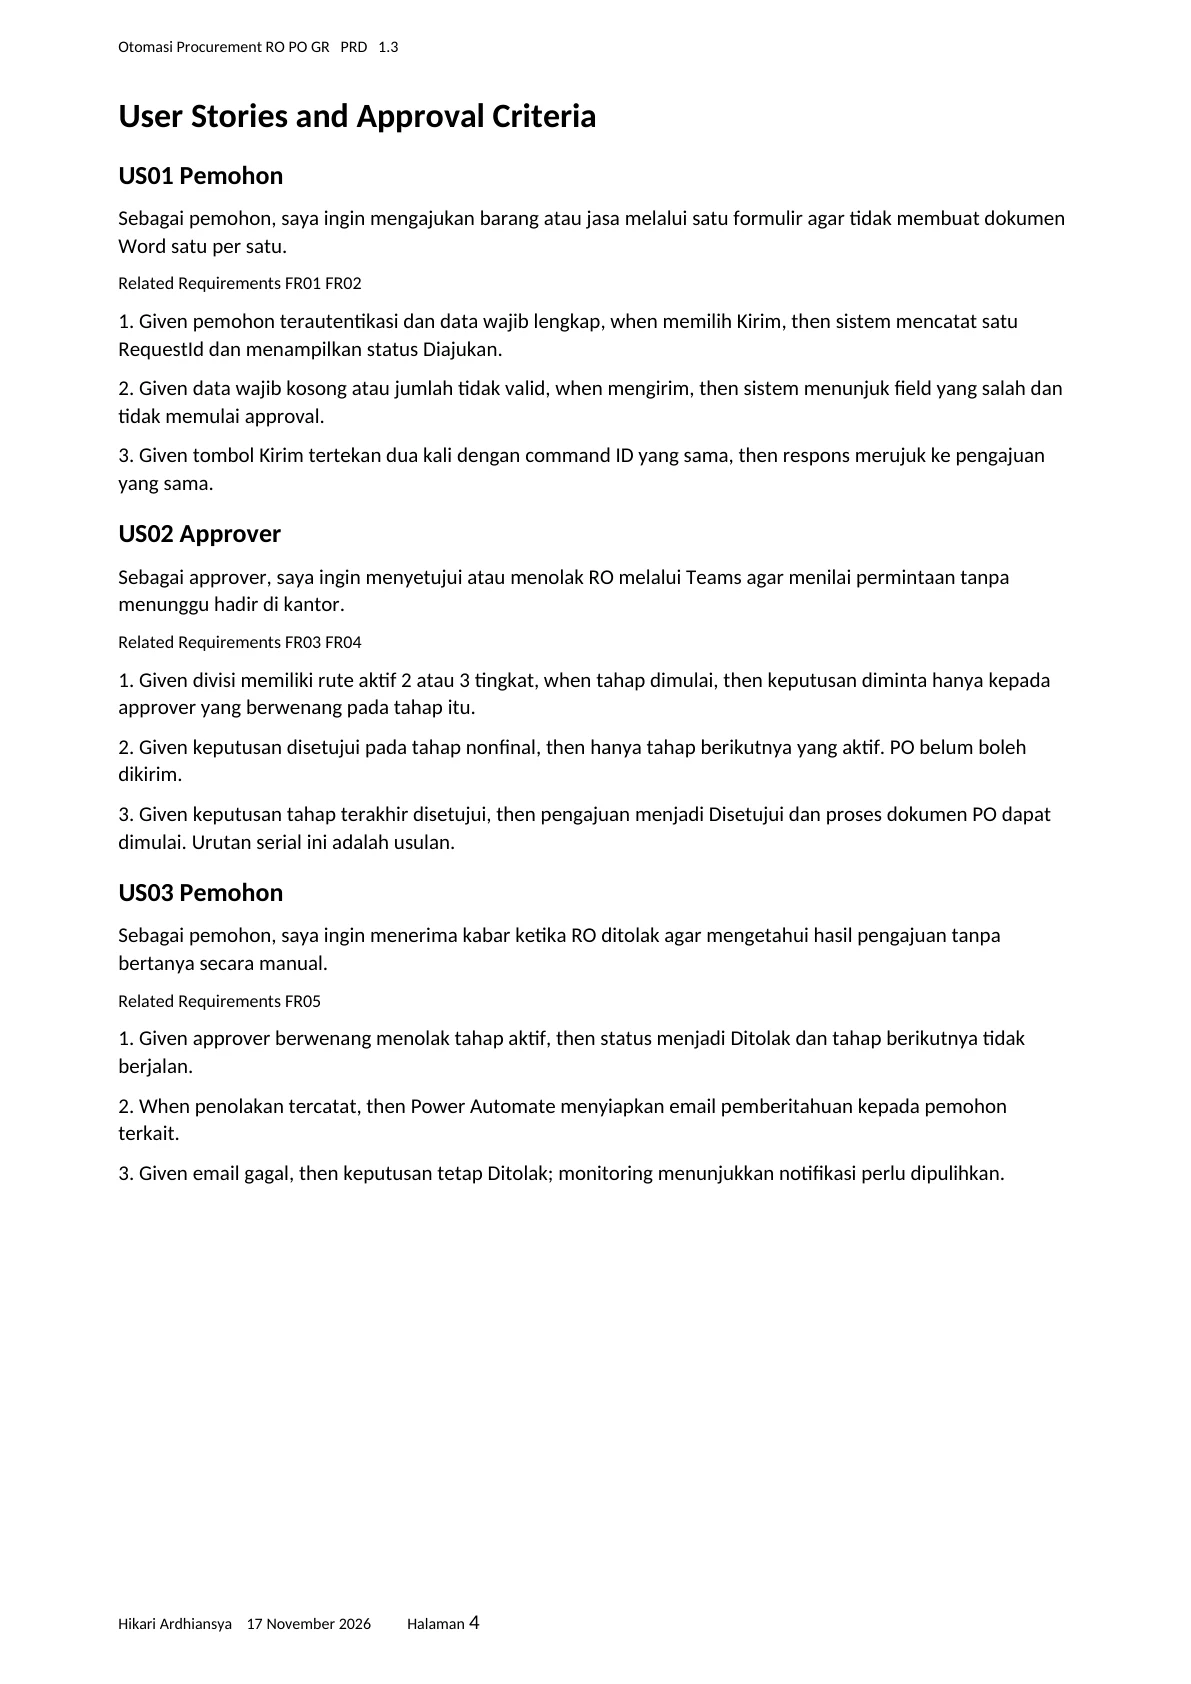 Otomasi Procurement RO PO GR PRD 1.3
User Stories and Approval Criteria
US01 Pemohon
Sebagai pemohon, saya ingin mengajukan barang atau jasa melalui satu formulir agar tidak membuat dokumen
Word satu per satu.
Related Requirements FR01 FR02
1. Given pemohon terautentikasi dan data wajib lengkap, when memilih Kirim, then sistem mencatat satu
RequestId dan menampilkan status Diajukan.
2. Given data wajib kosong atau jumlah tidak valid, when mengirim, then sistem menunjuk field yang salah dan
tidak memulai approval.
3. Given tombol Kirim tertekan dua kali dengan command ID yang sama, then respons merujuk ke pengajuan
yang sama.
US02 Approver
Sebagai approver, saya ingin menyetujui atau menolak RO melalui Teams agar menilai permintaan tanpa
menunggu hadir di kantor.
Related Requirements FR03 FR04
1. Given divisi memiliki rute aktif 2 atau 3 tingkat, when tahap dimulai, then keputusan diminta hanya kepada
approver yang berwenang pada tahap itu.
2. Given keputusan disetujui pada tahap nonfinal, then hanya tahap berikutnya yang aktif. PO belum boleh
dikirim.
3. Given keputusan tahap terakhir disetujui, then pengajuan menjadi Disetujui dan proses dokumen PO dapat
dimulai. Urutan serial ini adalah usulan.
US03 Pemohon
Sebagai pemohon, saya ingin menerima kabar ketika RO ditolak agar mengetahui hasil pengajuan tanpa
bertanya secara manual.
Related Requirements FR05
1. Given approver berwenang menolak tahap aktif, then status menjadi Ditolak dan tahap berikutnya tidak
berjalan.
2. When penolakan tercatat, then Power Automate menyiapkan email pemberitahuan kepada pemohon
terkait.
3. Given email gagal, then keputusan tetap Ditolak; monitoring menunjukkan notifikasi perlu dipulihkan.
Hikari Ardhiansya 17 November 2026 Halaman 4